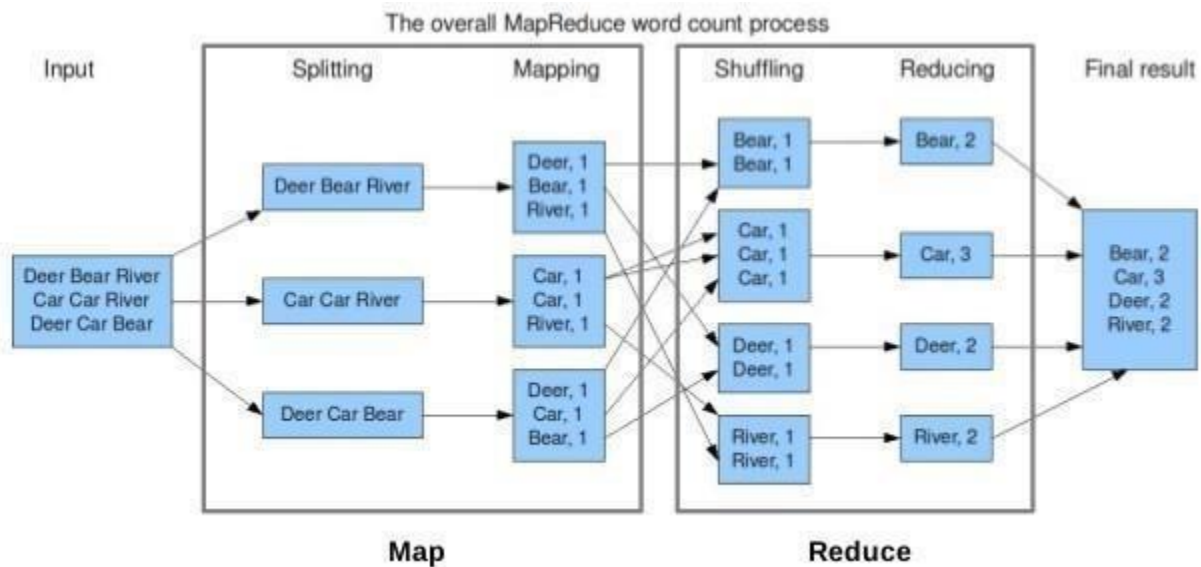 The overall MapReduce word count process
Input
Splitting
Mapping
Shuffling
Reducing
Final result
Deer Bear River
Car Car River
Deer Car Bear
Deer Bear River
Car Car River
Deer Car Bear
Deer, 1
Bear, 1
River, 1
Car, 1
Car, 1
River, 1
Deer, 1
Car, 1
Bear, 1
Bear, 1
Bear, 1
Car, 1
Car, 1
Car, 1
Deer, 1
Deer, 1
River, 1
River, 1
Bear, 2
Car, 3
Deer, 2
River, 2
Bear, 2
Car, 3
Deer, 2
River, 2
Map
Reduce